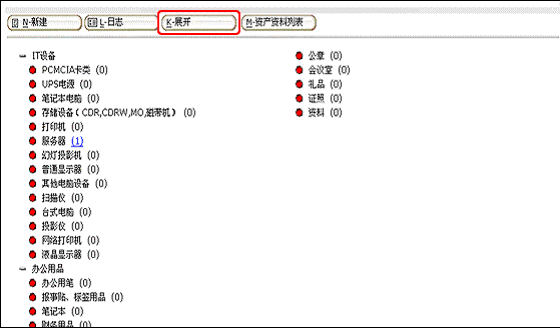 N-新建 L-日志 K-展开 M-资产资料列表
IT设备
PCMCIA卡类 (0)
UPS电源 (0)
笔记本电脑 (0)
存储设备(CDR,CDRW,MO,磁带机) (0)
打印机 (0)
服务器 (1)
幻灯投影机 (0)
普通显示器 (0)
其他电脑设备 (0)
扫描仪 (0)
台式电脑 (0)
投影仪 (0)
网络打印机 (0)
液晶显示器 (0)
办公用品
办公用笔 (0)
报事贴、标签用品 (0)
笔记本 (0)
财务用品 (0)
公章 (0)
会议室 (0)
礼品 (0)
证照 (0)
资料 (0)